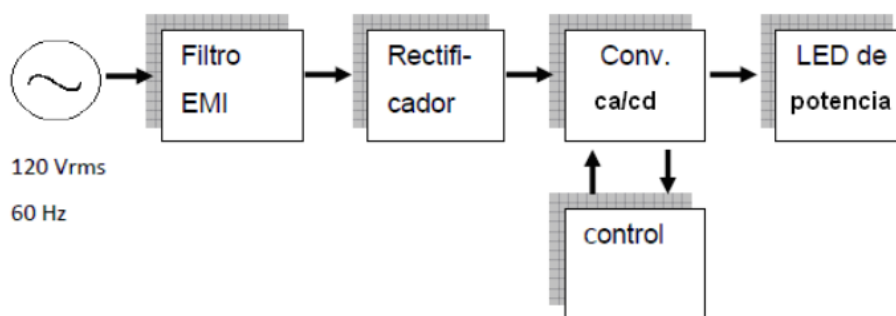 Filtro
EMI
Rectifi-
cador
Conv.
ca/cd
LED de
potencia
120 Vrms
60 Hz
control